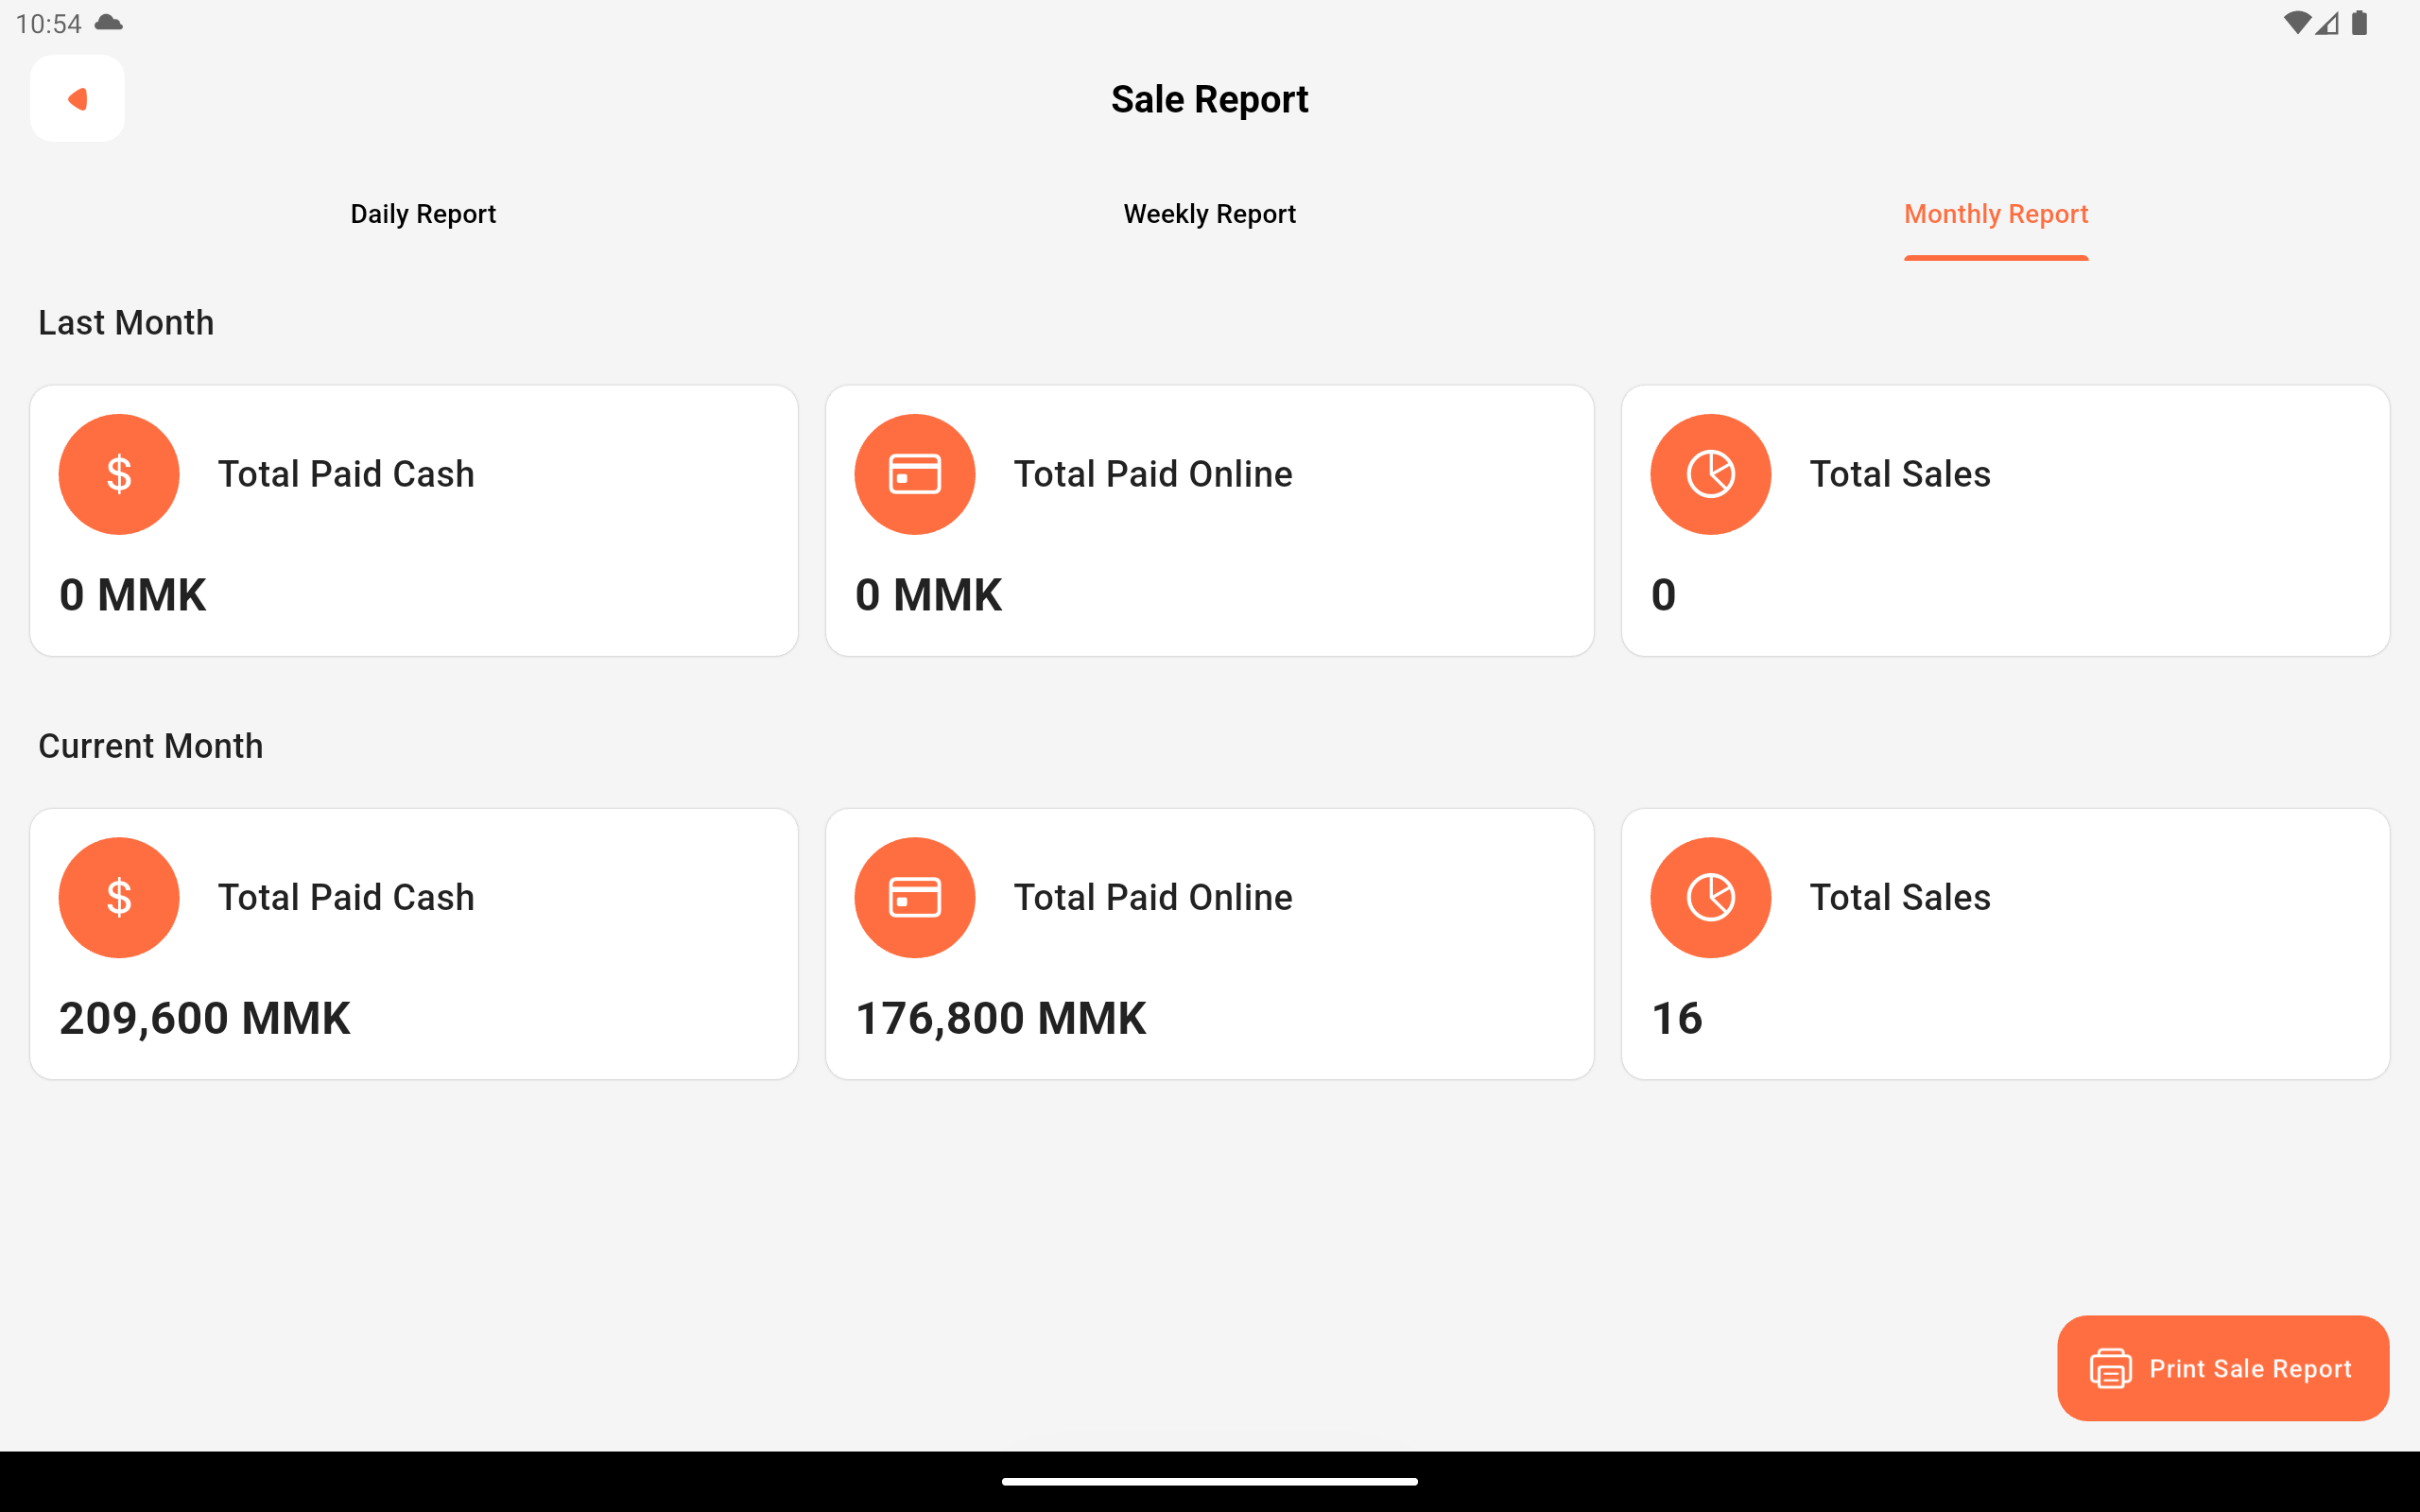 10:54
Sale Report
Daily Report
Weekly Report
Monthly Report
Last Month
$ Total Paid Cash
0 MMK
Total Paid Online
0 MMK
Total Sales
0
Current Month
$ Total Paid Cash
209,600 MMK
Total Paid Online
176,800 MMK
Total Sales
16
Print Sale Report